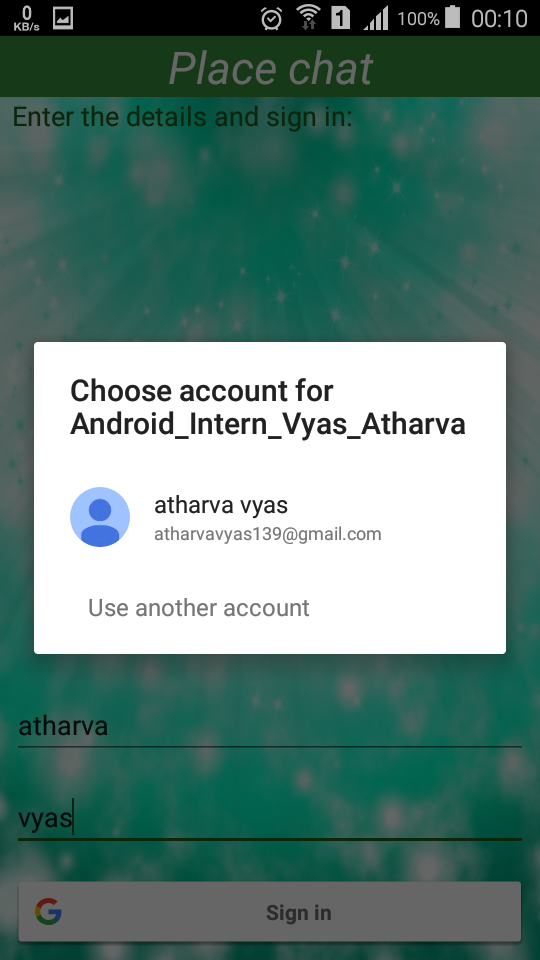 0
KB/s
1
100%
00:10
Place chat
Enter the details and sign in:
Choose account for
Android_Intern_Vyas_Atharva
atharva vyas
atharvavyas139@gmail.com
Use another account
atharva
vyas
G
Sign in